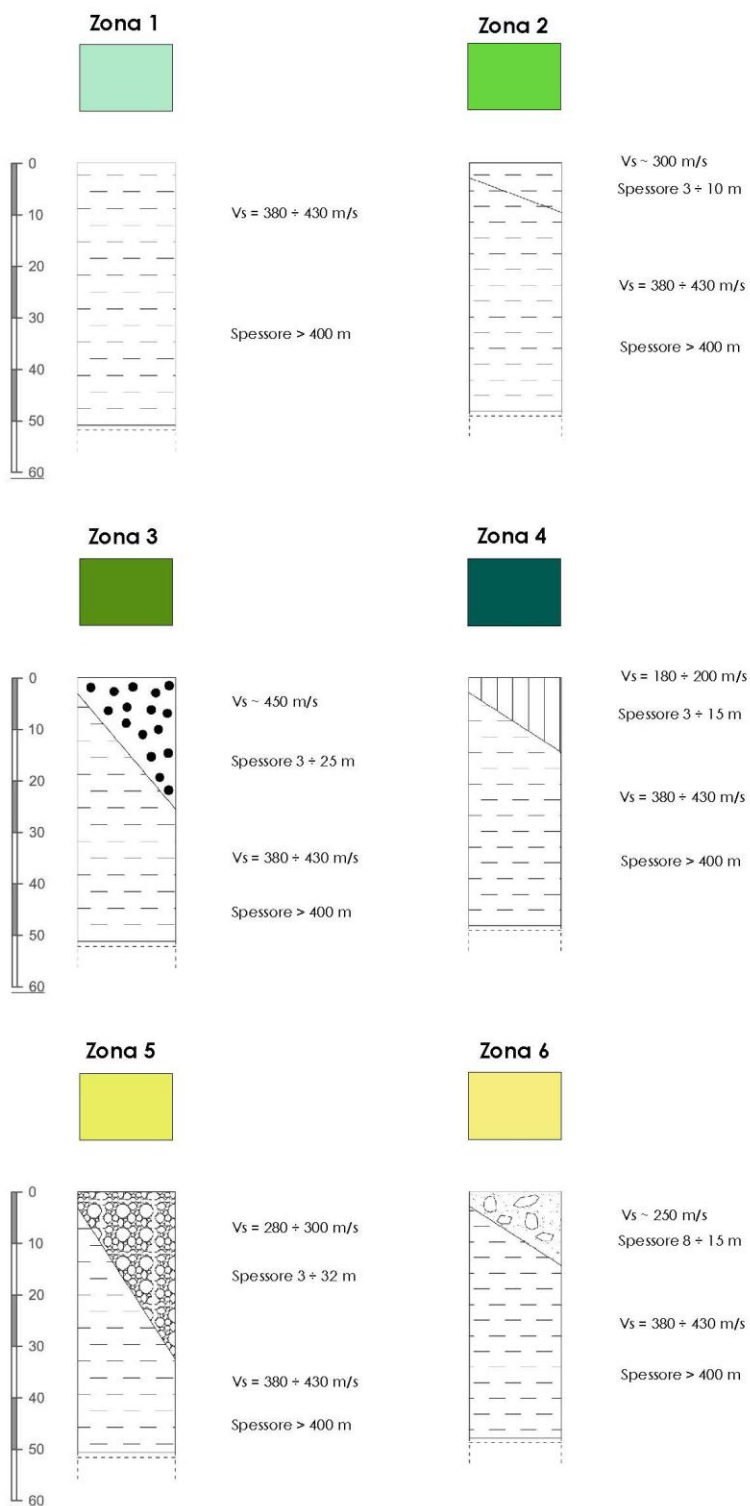 Zona 1
Zona 2
0
10
20
30
40
50
60
Vs = 380 ÷ 430 m/s
Spessore > 400 m
Vs ~ 300 m/s
Spessore 3 ÷ 10 m
Vs = 380 ÷ 430 m/s
Spessore > 400 m
Zona 3
Zona 4
0
10
20
30
40
50
60
Vs ~ 450 m/s
Spessore 3 ÷ 25 m
Vs = 380 ÷ 430 m/s
Spessore > 400 m
Vs = 180 ÷ 200 m/s
Spessore 3 ÷ 15 m
Vs = 380 ÷ 430 m/s
Spessore > 400 m
Zona 5
Zona 6
0
10
20
30
40
50
60
Vs = 280 ÷ 300 m/s
Spessore 3 ÷ 32 m
Vs = 380 ÷ 430 m/s
Spessore > 400 m
Vs ~ 250 m/s
Spessore 8 ÷ 15 m
Vs = 380 ÷ 430 m/s
Spessore > 400 m